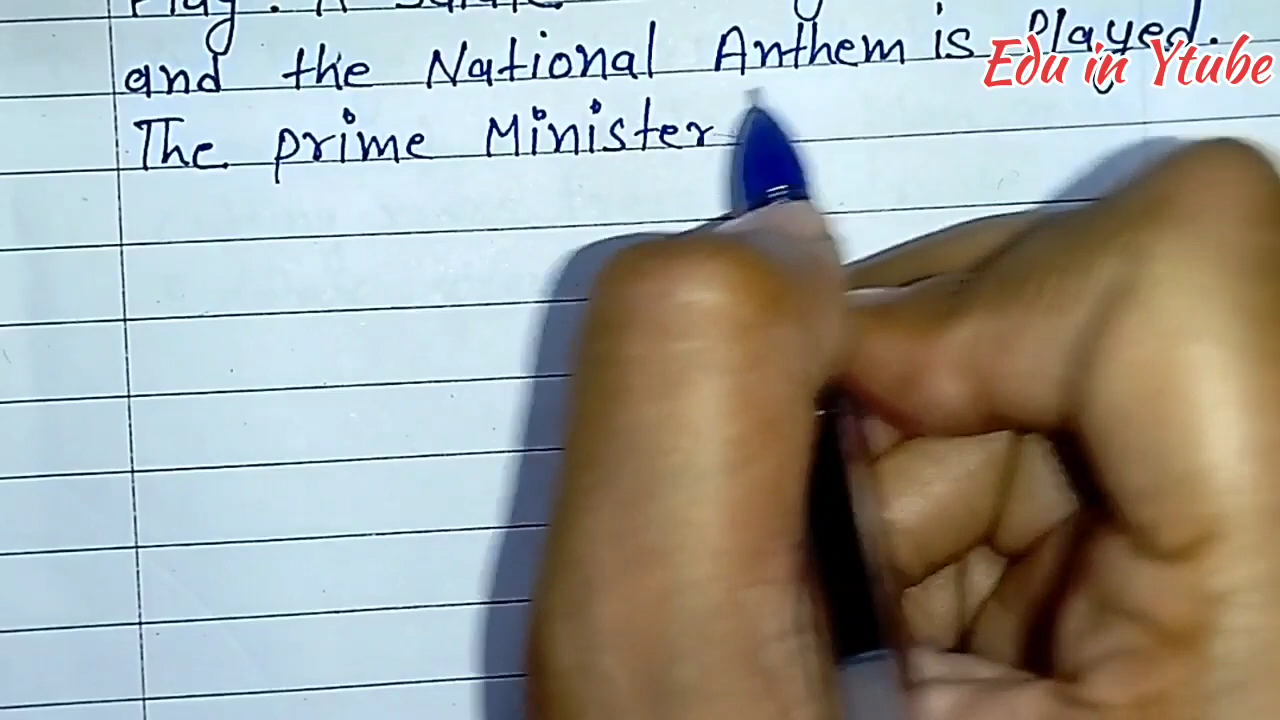 and the National Anthem is Played.
Edu in Ytube
The prime Minister